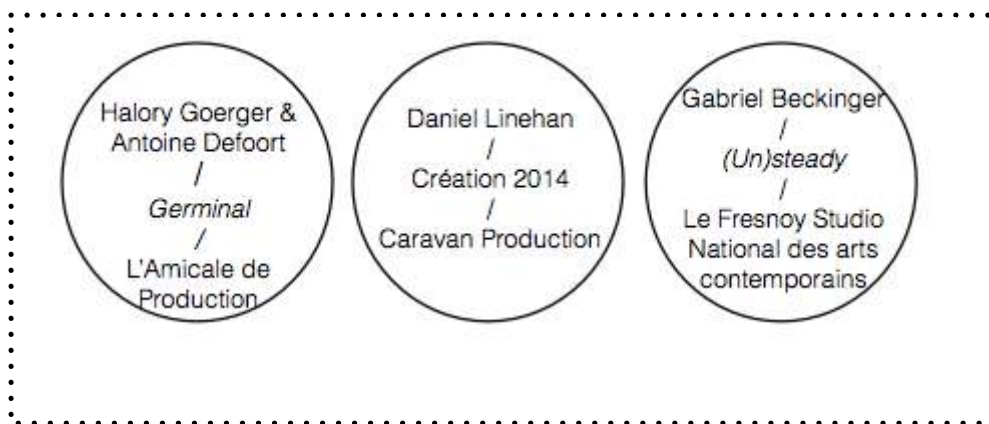 Halory Goerger &
Antoine Defoort
/
Germinal
/
L'Amicale de
Production
Daniel Linehan
/
Création 2014
/
Caravan Production
Gabriel Beckinger
/
(Un)steady
/
Le Fresnoy Studio
National des arts
contemporains